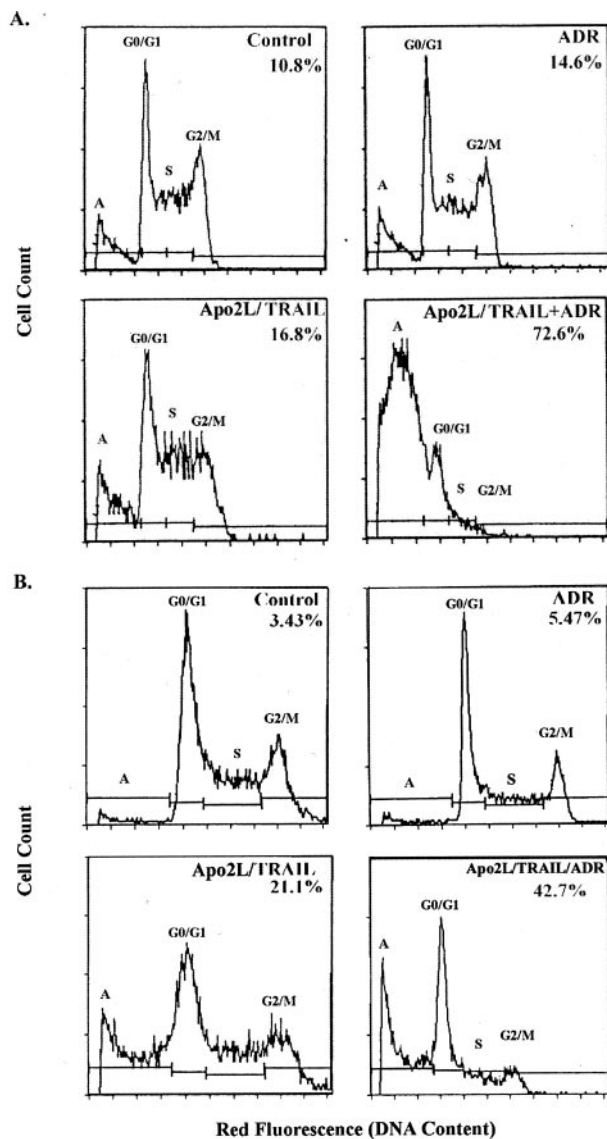 A.
Control
10.8%
G0/G1
G2/M
S
A
ADR
14.6%
G0/G1
G2/M
S
A
Apo2L/TRAIL
16.8%
G0/G1
S
G2/M
A
Apo2L/TRAIL+ADR
72.6%
A
G0/G1
S
G2/M
Cell Count
B.
Control
3.43%
G0/G1
G2/M
S
A
ADR
5.47%
G0/G1
G2/M
S
A
Apo2L/TRAIL
21.1%
G0/G1
A
G2/M
Apo2L/TRAIL/ADR
42.7%
G0/G1
A
S
G2/M
Cell Count
Red Fluorescence (DNA Content)